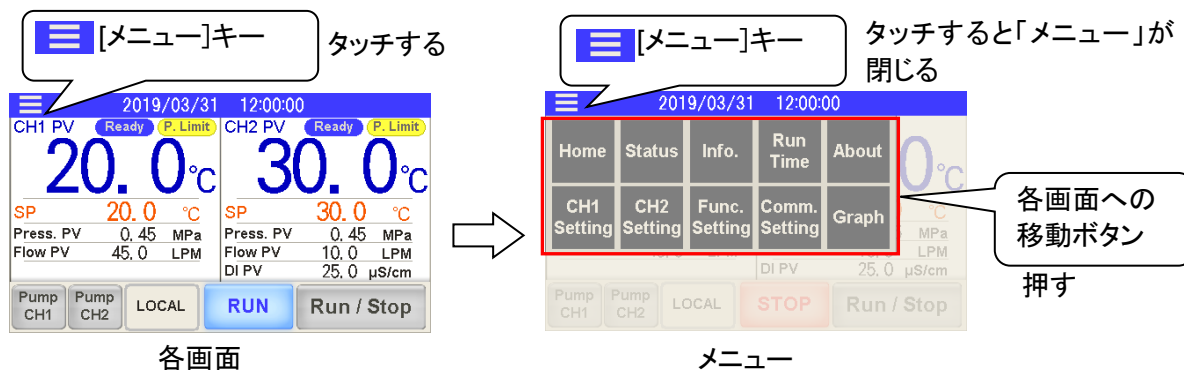 [メニュー]キー
タッチする
2019/03/31 12:00:00
CH1 PV Ready P. Limit
20. 0 ℃
SP 20. 0 ℃
Press. PV 0. 45 MPa
Flow PV 45. 0 LPM
CH2 PV Ready P. Limit
30. 0 ℃
SP 30. 0 ℃
Press. PV 0. 45 MPa
Flow PV 10. 0 LPM
DI PV 25. 0 µS/cm
Pump CH1
Pump CH2
LOCAL
RUN
Run / Stop
各画面
[メニュー]キー
タッチすると「メニュー」が
閉じる
2019/03/31 12:00:00
Home
Status
Info.
Run
Time
About
CH1
Setting
CH2
Setting
Func.
Setting
Comm.
Setting
Graph
0 ℃
℃
MPa
LPM
DI PV 25. 0 µS/cm
Pump CH1
Pump CH2
LOCAL
STOP
Run / Stop
各画面への
移動ボタン
押す
メニュー